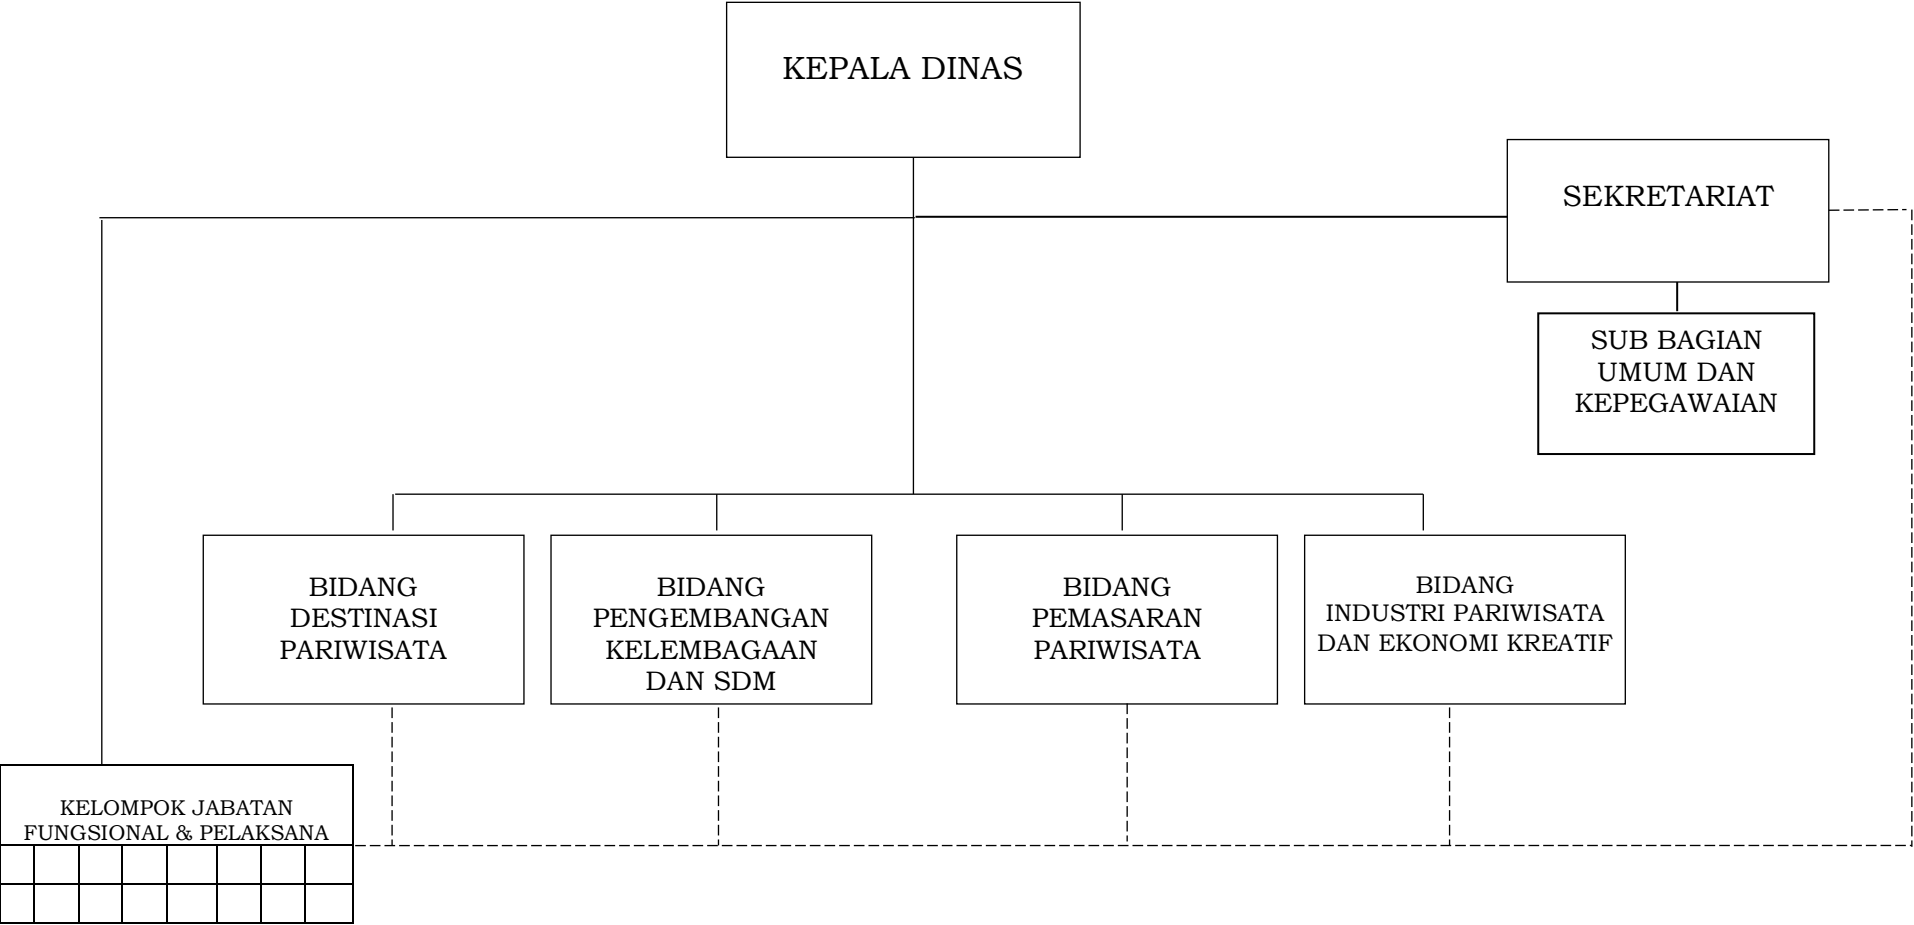 KEPALA DINAS
SEKRETARIAT
SUB BAGIAN
UMUM DAN
KEPEGAWAIAN
BIDANG
DESTINASI
PARIWISATA
BIDANG
PENGEMBANGAN
KELEMBAGAAN
DAN SDM
BIDANG
PEMASARAN
PARIWISATA
BIDANG
INDUSTRI PARIWISATA
DAN EKONOMI KREATIF
KELOMPOK JABATAN
FUNGSIONAL & PELAKSANA